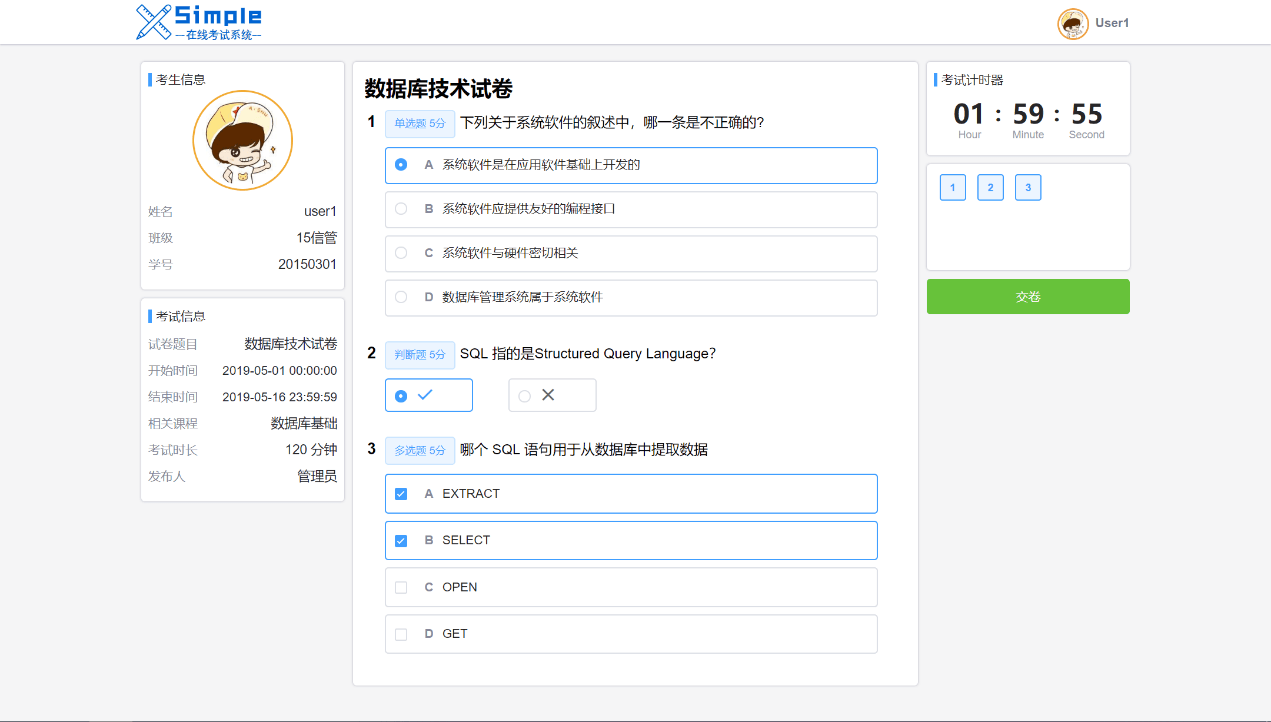 Simple
—在线考试系统—
User1
考生信息
姓名 user1
班级 15信管
学号 20150301
考试信息
试卷题目 数据库技术试卷
开始时间 2019-05-01 00:00:00
结束时间 2019-05-16 23:59:59
相关课程 数据库基础
考试时长 120 分钟
发布人 管理员
数据库技术试卷
1 单选题 5分 下列关于系统软件的叙述中，哪一条是不正确的?
A 系统软件是在应用软件基础上开发的
B 系统软件应提供友好的编程接口
C 系统软件与硬件密切相关
D 数据库管理系统属于系统软件
2 判断题 5分 SQL 指的是Structured Query Language?
3 多选题 5分 哪个 SQL 语句用于从数据库中提取数据
A EXTRACT
B SELECT
C OPEN
D GET
考试计时器
01 : 59 : 55
Hour Minute Second
1 2 3
交卷